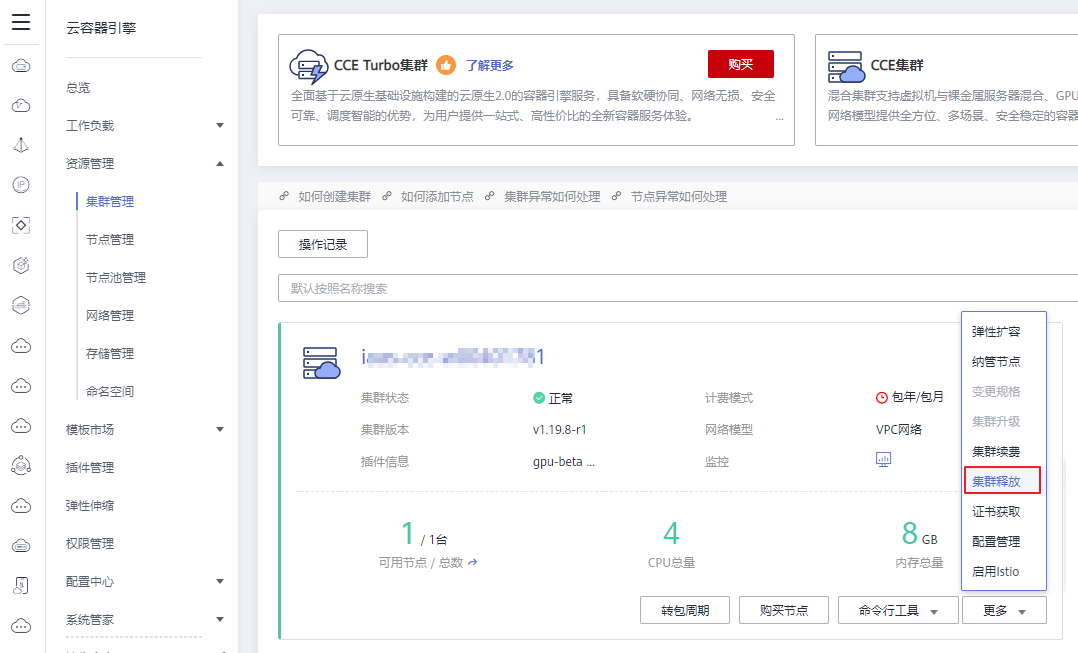 云容器引擎
总览
工作负载
资源管理
集群管理
节点管理
节点池管理
网络管理
存储管理
命名空间
模板市场
插件管理
弹性伸缩
权限管理
配置中心
系统管家
IP
CCE Turbo集群 了解更多 购买
全面基于云原生基础设施构建的云原生2.0的容器引擎服务，具备软硬协同、网络无损、安全
可靠、调度智能的优势，为用户提供一站式、高性价比的全新容器服务体验。 ...
CCE集群
混合集群支持虚拟机与裸金属服务器混合、GPU
网络模型提供全方位、多场景、安全稳定的容器
如何创建集群 如何添加节点 集群异常如何处理 节点异常如何处理
操作记录
默认按照名称搜索
集群状态 正常 计费模式 包年/包月
集群版本 v1.19.8-r1 网络模型 VPC网络
插件信息 gpu-beta ... 监控
1 / 1台 4 8 GB
可用节点 / 总数 CPU总量 内存总量
转包周期 购买节点 命令行工具 更多
弹性扩容
纳管节点
变更规格
集群升级
集群续费
集群释放
证书获取
配置管理
启用Istio